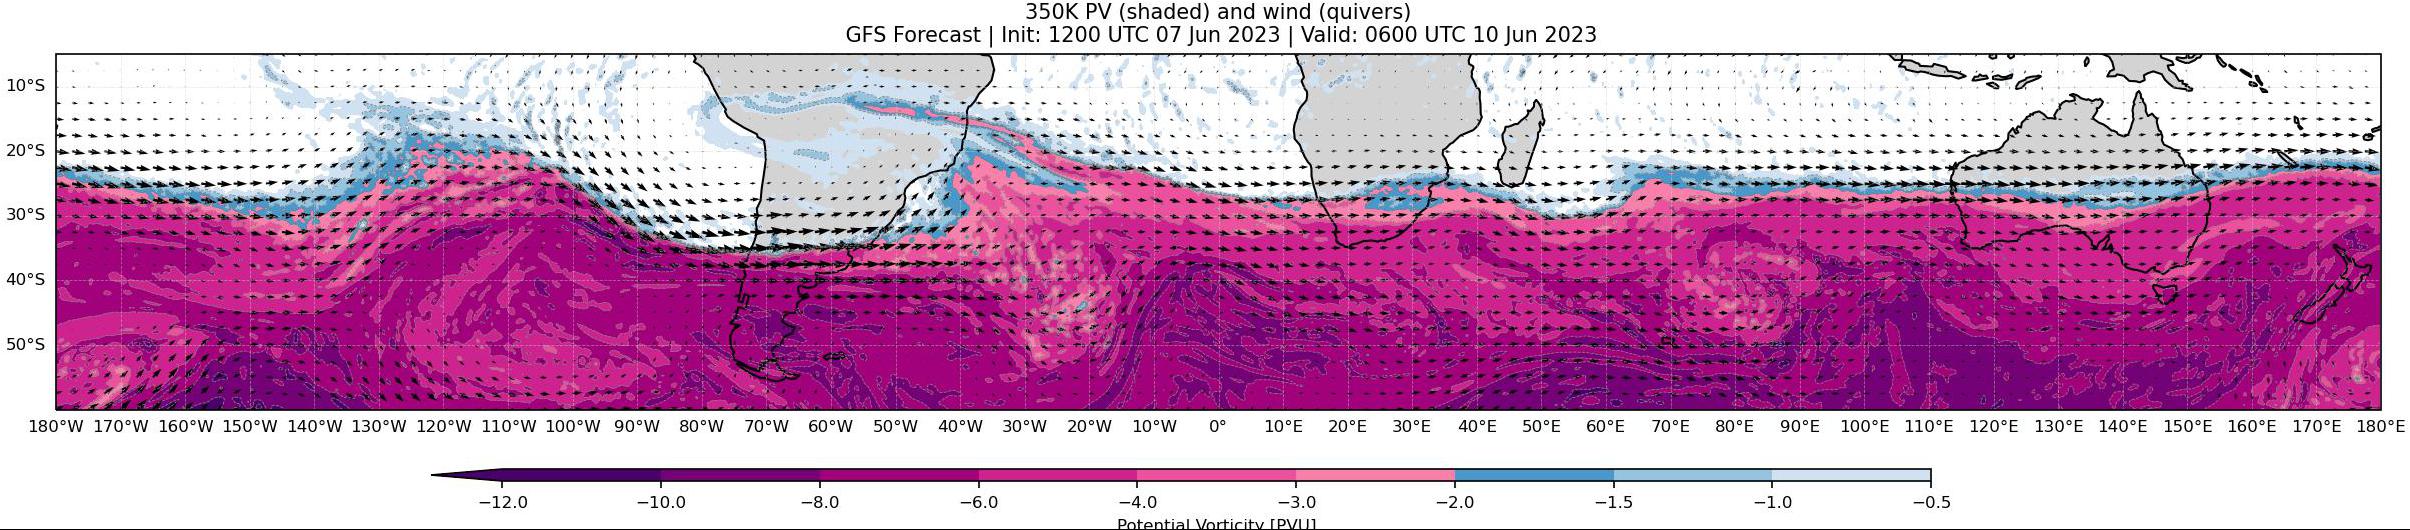 350K PV (shaded) and wind (quivers)
GFS Forecast | Init: 1200 UTC 07 Jun 2023 | Valid: 0600 UTC 10 Jun 2023
10°S
20°S
30°S
40°S
50°S
180°W 170°W 160°W 150°W 140°W 130°W 120°W 110°W 100°W 90°W 80°W 70°W 60°W 50°W 40°W 30°W 20°W 10°W 0° 10°E 20°E 30°E 40°E 50°E 60°E 70°E 80°E 90°E 100°E 110°E 120°E 130°E 140°E 150°E 160°E 170°E 180°E
−12.0 −10.0 −8.0 −6.0 −4.0 −3.0 −2.0 −1.5 −1.0 −0.5
Potential Vorticity [PVU]